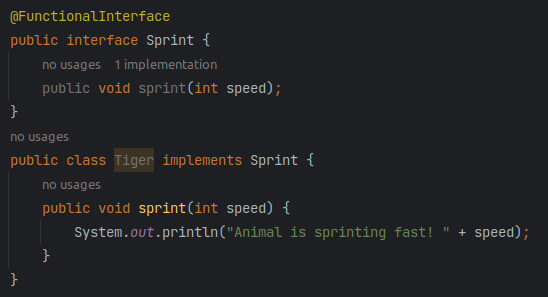 @FunctionalInterface
public interface Sprint {
no usages   1 implementation
public void sprint(int speed);
}
no usages
public class Tiger implements Sprint {
no usages
public void sprint(int speed) {
System.out.println("Animal is sprinting fast! " + speed);
}
}